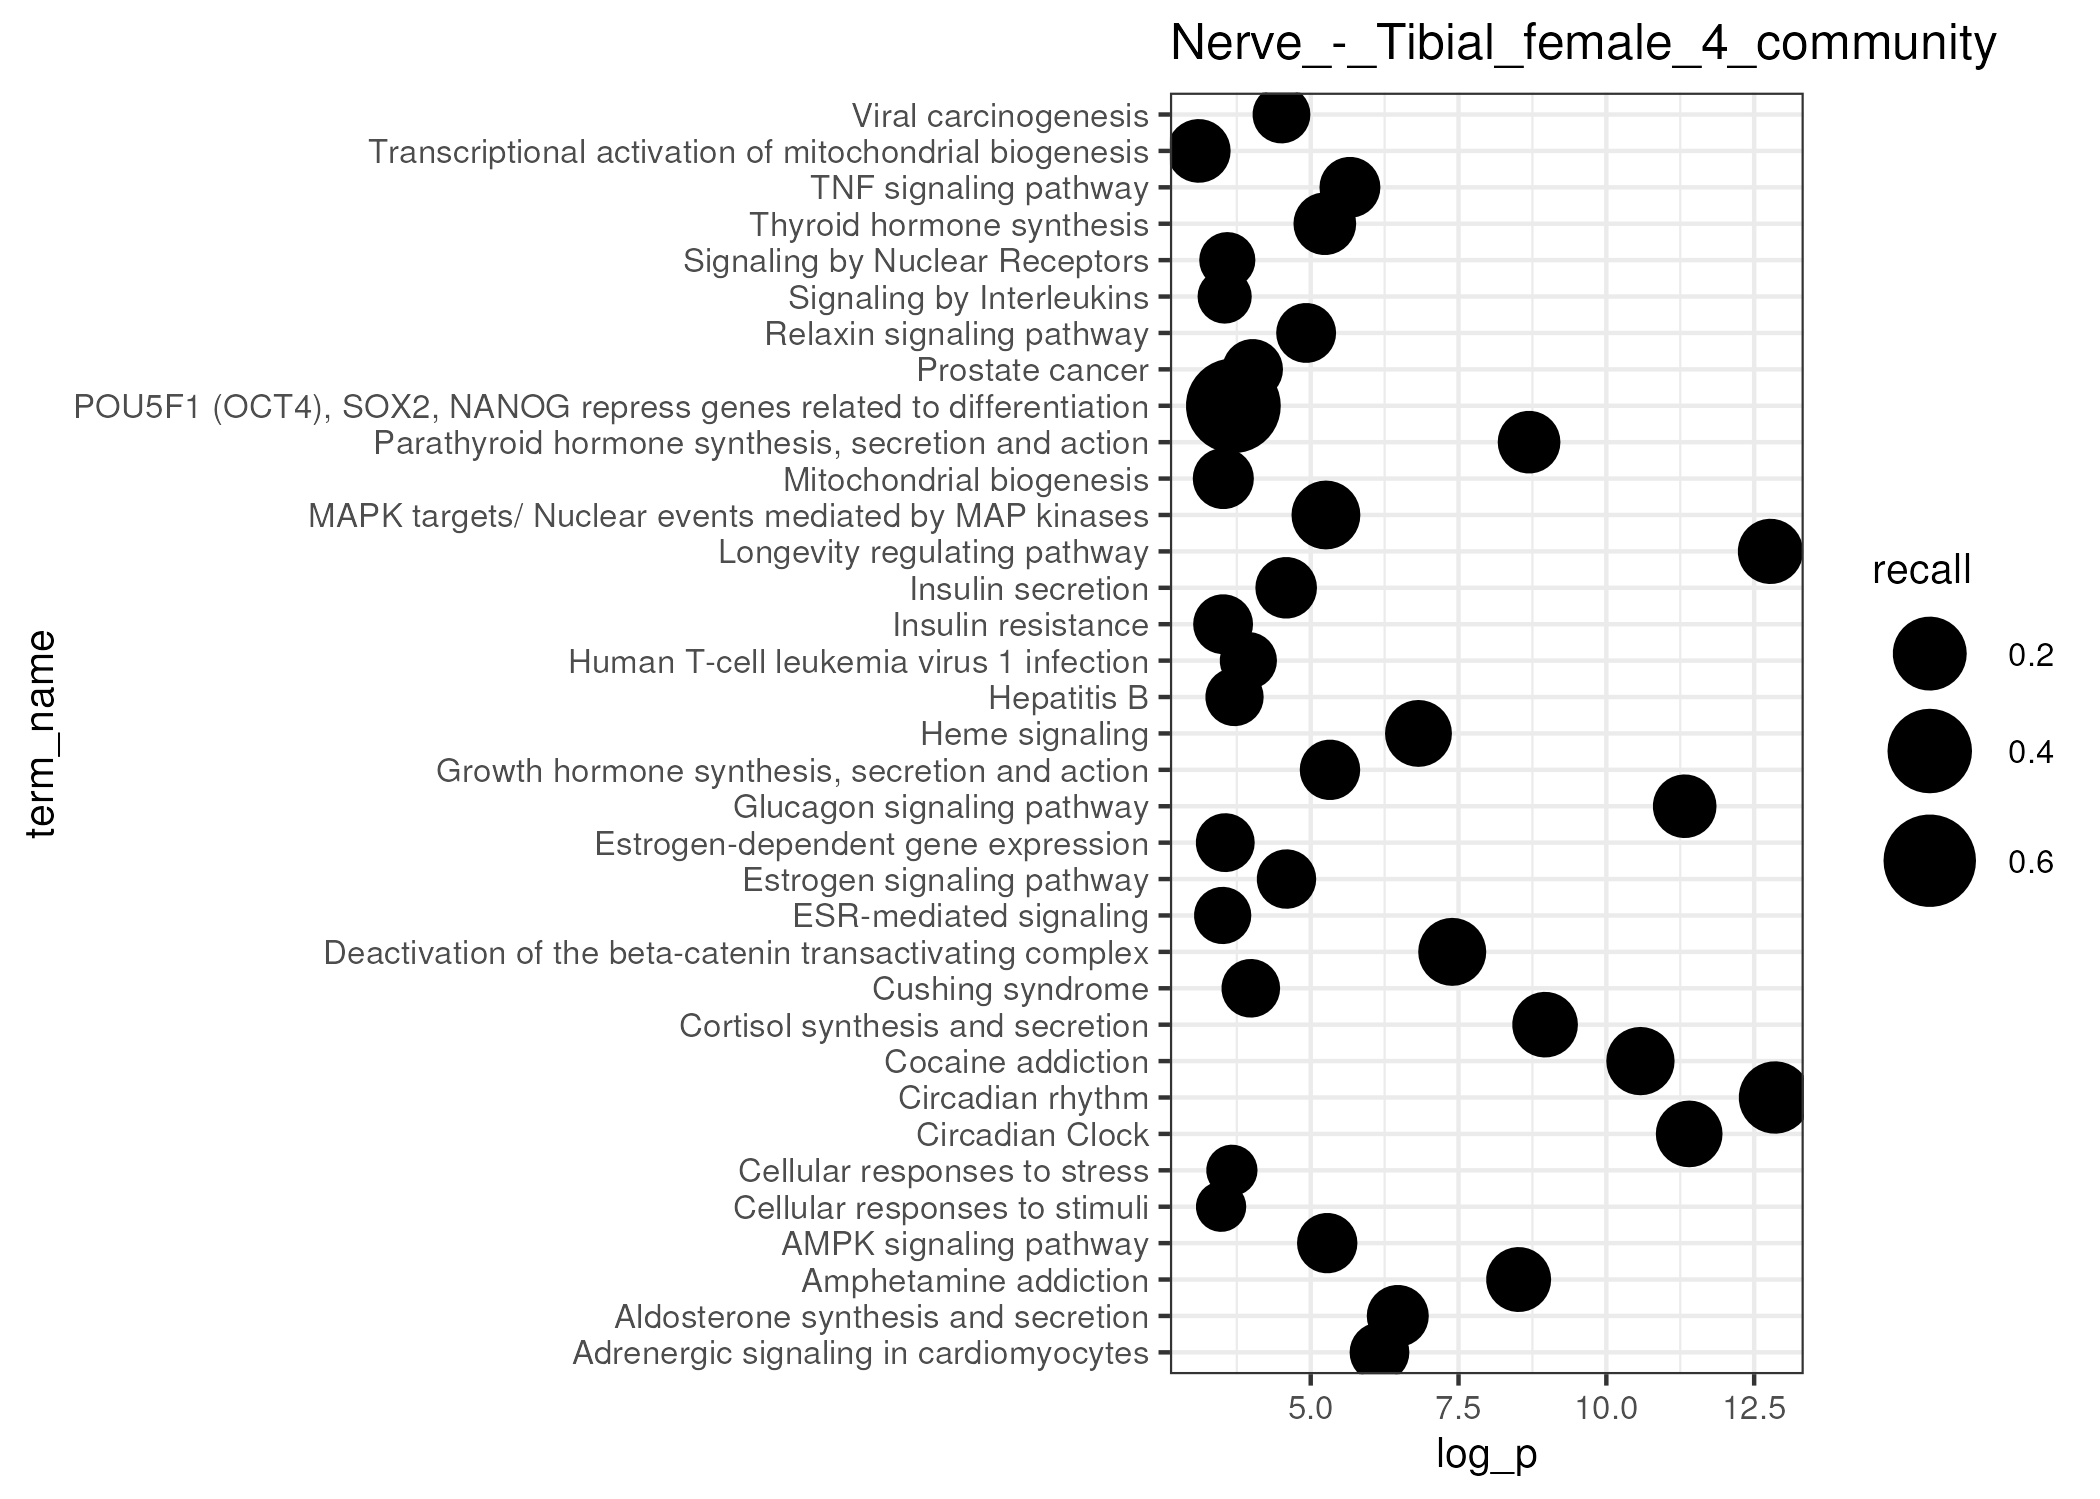 Nerve_-_Tibial_female_4_community
Viral carcinogenesis
Transcriptional activation of mitochondrial biogenesis
TNF signaling pathway
Thyroid hormone synthesis
Signaling by Nuclear Receptors
Signaling by Interleukins
Relaxin signaling pathway
Prostate cancer
POU5F1 (OCT4), SOX2, NANOG repress genes related to differentiation
Parathyroid hormone synthesis, secretion and action
Mitochondrial biogenesis
MAPK targets/ Nuclear events mediated by MAP kinases
Longevity regulating pathway
Insulin secretion
Insulin resistance
Human T-cell leukemia virus 1 infection
Hepatitis B
Heme signaling
Growth hormone synthesis, secretion and action
Glucagon signaling pathway
Estrogen-dependent gene expression
Estrogen signaling pathway
ESR-mediated signaling
Deactivation of the beta-catenin transactivating complex
Cushing syndrome
Cortisol synthesis and secretion
Cocaine addiction
Circadian rhythm
Circadian Clock
Cellular responses to stress
Cellular responses to stimuli
AMPK signaling pathway
Amphetamine addiction
Aldosterone synthesis and secretion
Adrenergic signaling in cardiomyocytes
term_name
5.0 7.5 10.0 12.5
log_p
recall
0.2
0.4
0.6